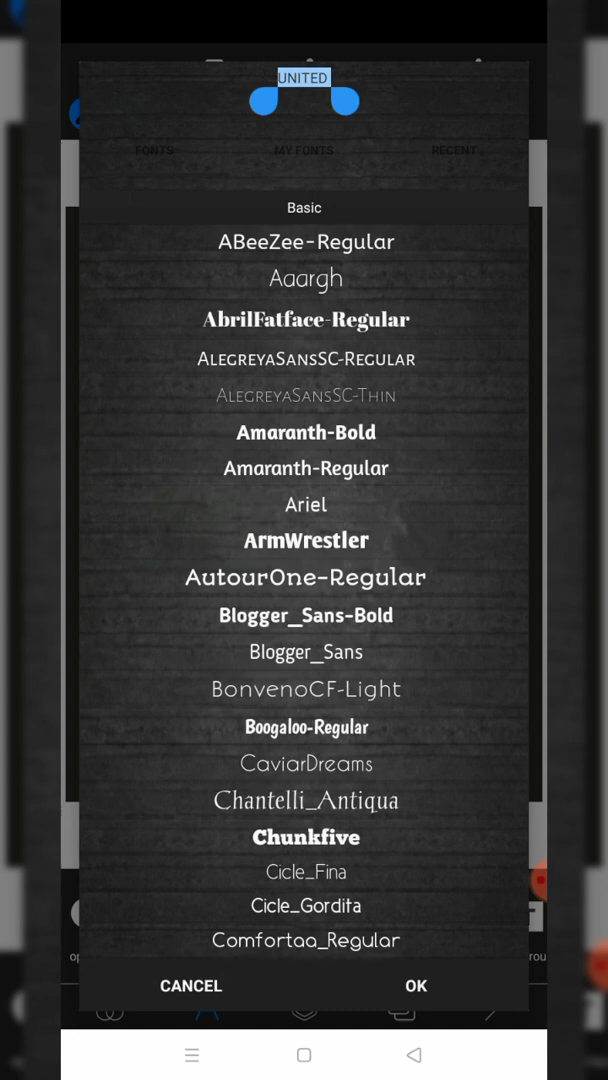 UNITED
FONTS MY FONTS RECENT
Basic
ABeeZee-Regular
Aaargh
AbrilFatface-Regular
AlegreyaSansSC-Regular
AlegreyaSansSC-Thin
Amaranth-Bold
Amaranth-Regular
Ariel
ArmWrestler
AutourOne-Regular
Blogger_Sans-Bold
Blogger_Sans
BonvenoCF-Light
Boogaloo-Regular
CaviarDreams
Chantelli_Antiqua
Chunkfive
Cicle_Fina
Cicle_Gordita
Comfortaa_Regular
CANCEL OK